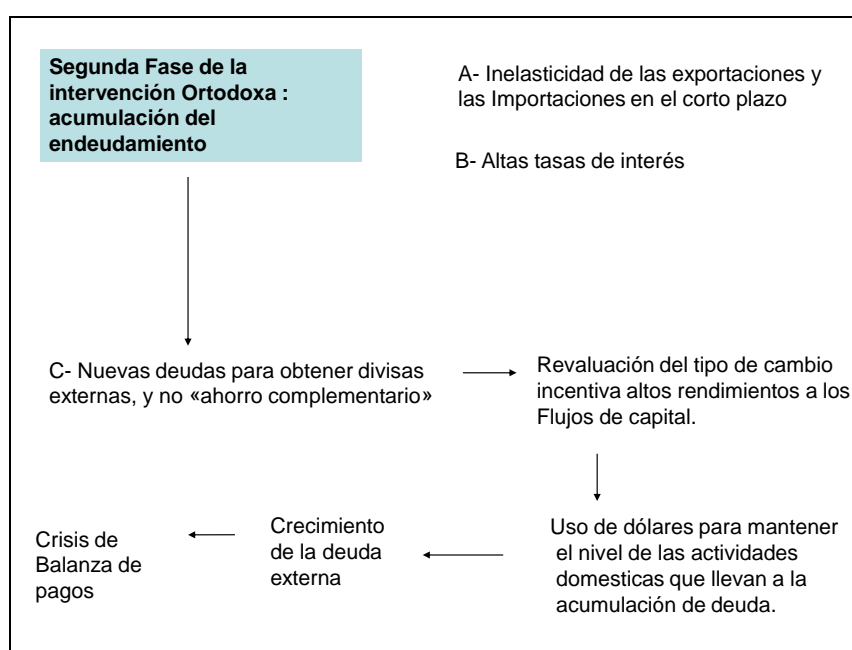 Segunda Fase de la
intervención Ortodoxa :
acumulación del
endeudamiento
A- Inelasticidad de las exportaciones y
las Importaciones en el corto plazo
B- Altas tasas de interés
C- Nuevas deudas para obtener divisas
externas, y no «ahorro complementario»
Revaluación del tipo de cambio
incentiva altos rendimientos a los
Flujos de capital.
Uso de dólares para mantener
el nivel de las actividades
domesticas que llevan a la
acumulación de deuda.
Crecimiento
de la deuda
externa
Crisis de
Balanza de
pagos